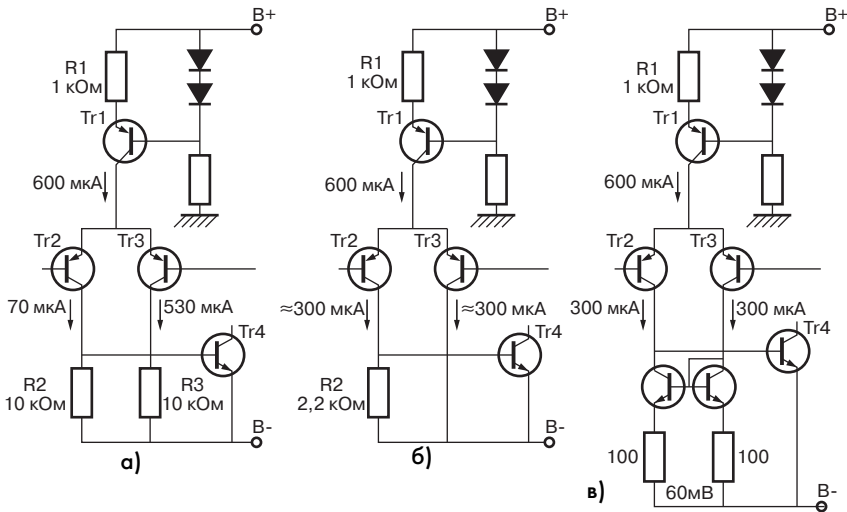 B+
R1
1 кОм
Tr1
600 мкА
Tr2
Tr3
70 мкА
530 мкА
Tr4
R2
10 кОм
R3
10 кОм
B-
а)
B+
R1
1 кОм
Tr1
600 мкА
Tr2
Tr3
≈300 мкА
≈300 мкА
Tr4
R2
2,2 кОм
B-
б)
B+
R1
1 кОм
Tr1
600 мкА
Tr2
Tr3
300 мкА
300 мкА
Tr4
100
100
60мВ
B-
в)